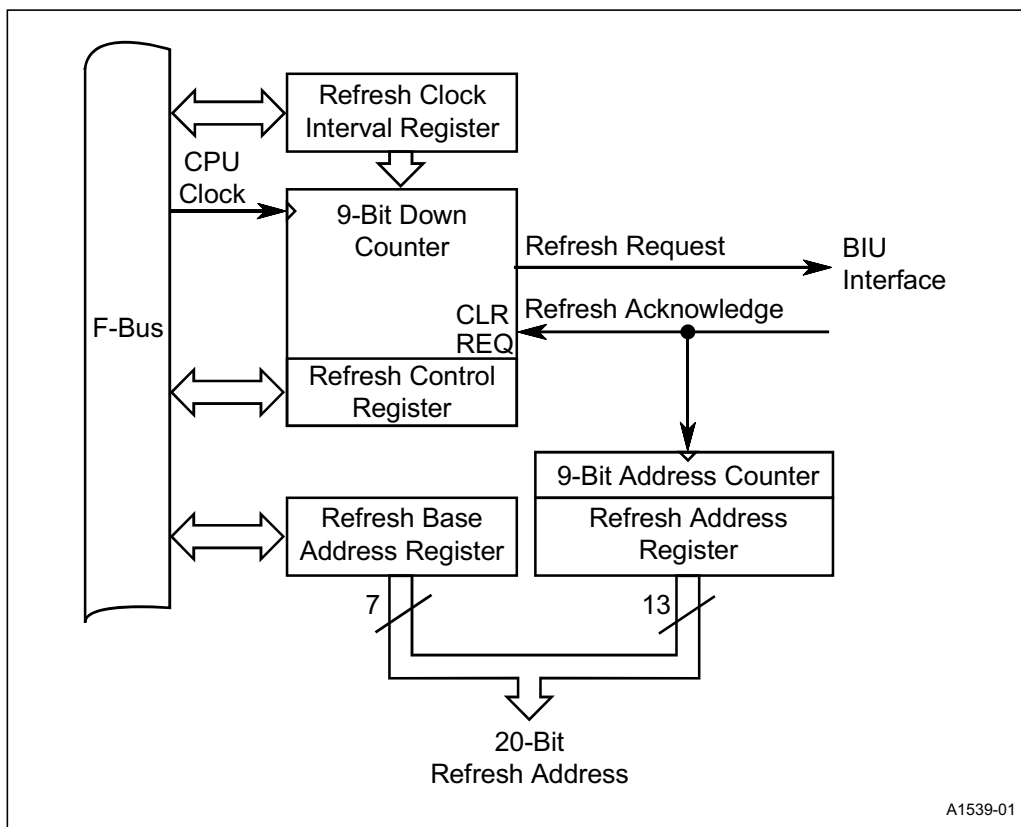 Refresh Clock
Interval Register
CPU
Clock
9-Bit Down
Counter
Refresh Request
BIU
Interface
Refresh Acknowledge
CLR
REQ
F-Bus
Refresh Control
Register
9-Bit Address Counter
Refresh Base
Address Register
Refresh Address
Register
7
13
20-Bit
Refresh Address
A1539-01